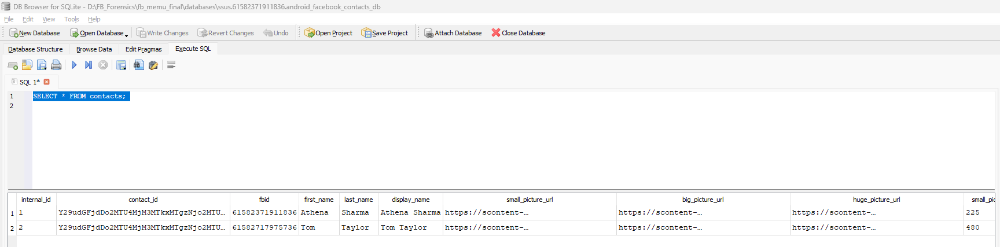 DB Browser for SQLite - D:\FB_Forensics\fb_memu_final\databases\ssus.61582371911836.android_facebook_contacts_db
File Edit View Tools Help
New Database Open Database Write Changes Revert Changes Undo Open Project Save Project Attach Database Close Database
Database Structure Browse Data Edit Pragmas Execute SQL
SQL 1*
1 SELECT * FROM contacts;
2
internal_id contact_id fbid first_name last_name display_name small_picture_url big_picture_url huge_picture_url small_pic
1 1 Y29udGFjdDo2MTU4MjM3MTkxMTgzNjo2MTU… 61582371911836 Athena Sharma Athena Sharma https://scontent-… https://scontent-… https://scontent-… 225
2 2 Y29udGFjdDo2MTU4MjM3MTkxMTgzNjo2MTU… 61582717975736 Tom Taylor Tom Taylor https://scontent-… https://scontent-… https://scontent-… 480